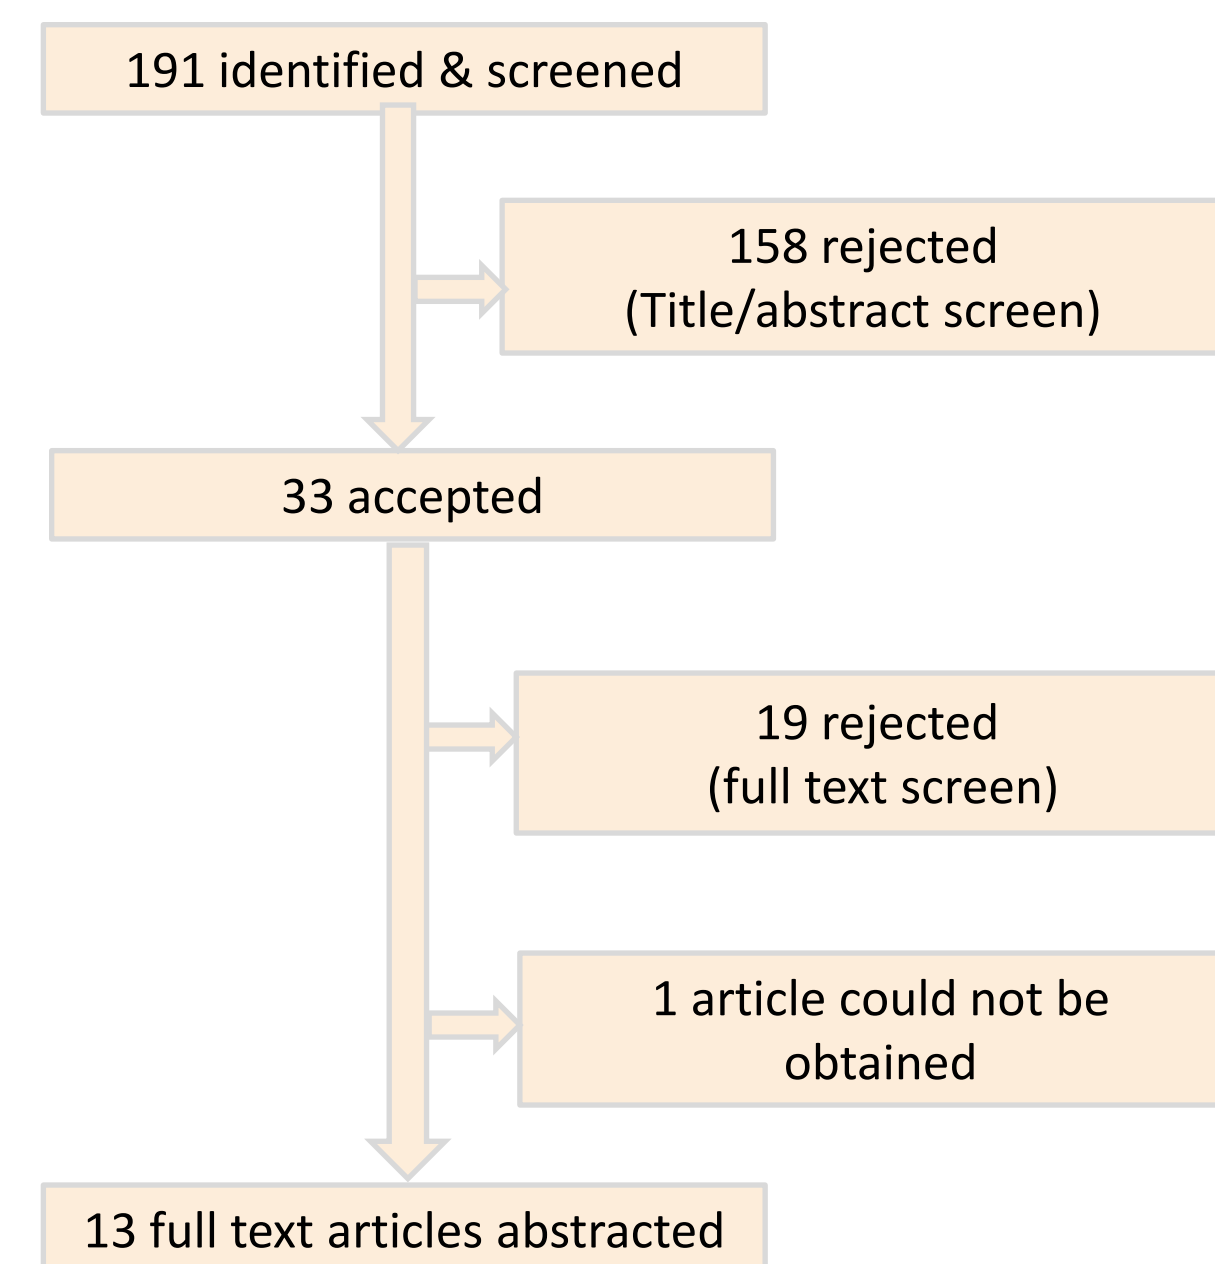 191 identified & screened
158 rejected
(Title/abstract screen)
33 accepted
19 rejected
(full text screen)
1 article could not be
obtained
13 full text articles abstracted